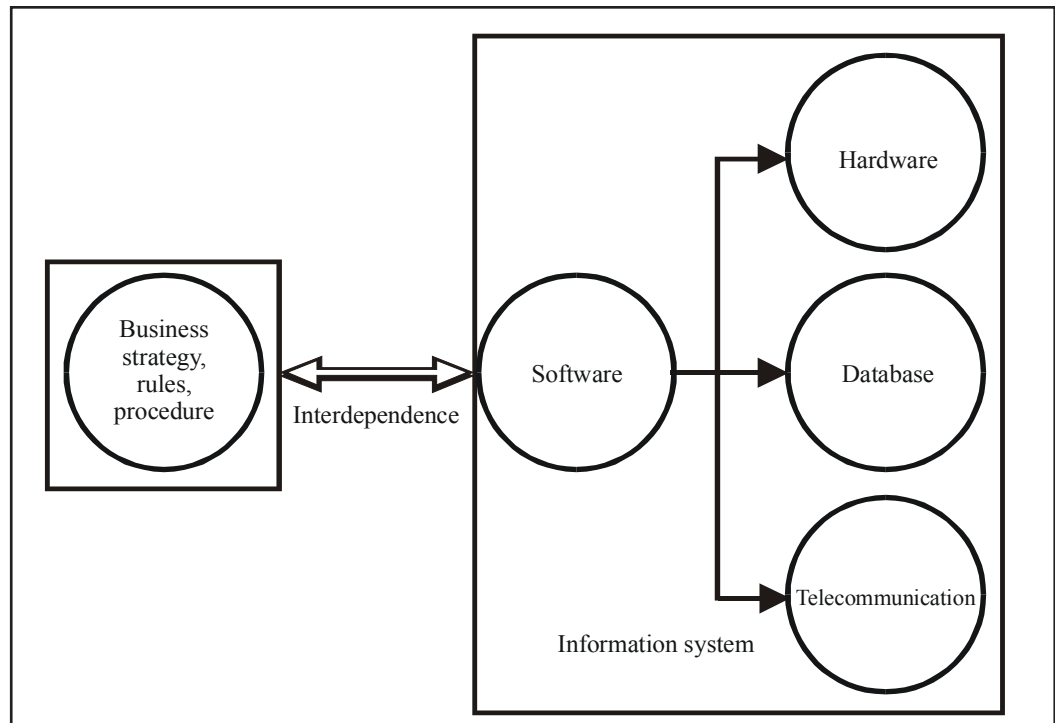 Business
strategy,
rules,
procedure
Interdependence
Software
Hardware
Database
Telecommunication
Information system